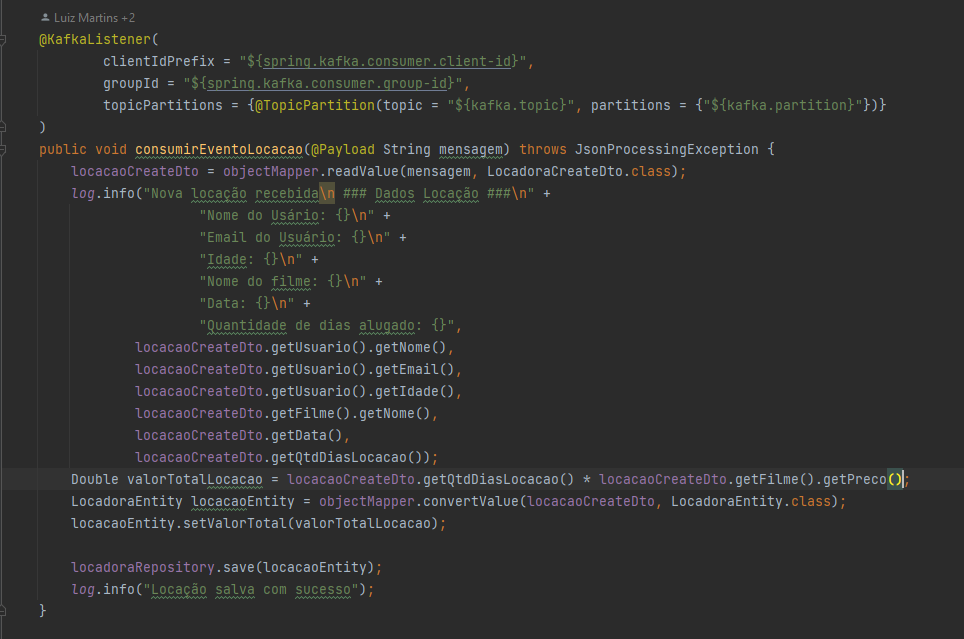 Luiz Martins +2
@KafkaListener(
        clientIdPrefix = "${spring.kafka.consumer.client-id}",
        groupId = "${spring.kafka.consumer.group-id}",
        topicPartitions = {@TopicPartition(topic = "${kafka.topic}", partitions = {"${kafka.partition}"})}
)
public void consumirEventoLocacao(@Payload String mensagem) throws JsonProcessingException {
    locacaoCreateDto = objectMapper.readValue(mensagem, LocadoraCreateDto.class);
    log.info("Nova locação recebida\n ### Dados Locação ###\n" +
                    "Nome do Usário: {}\n" +
                    "Email do Usuário: {}\n" +
                    "Idade: {}\n" +
                    "Nome do filme: {}\n" +
                    "Data: {}\n" +
                    "Quantidade de dias alugado: {}",
            locacaoCreateDto.getUsuario().getNome(),
            locacaoCreateDto.getUsuario().getEmail(),
            locacaoCreateDto.getUsuario().getIdade(),
            locacaoCreateDto.getFilme().getNome(),
            locacaoCreateDto.getData(),
            locacaoCreateDto.getQtdDiasLocacao());
    Double valorTotalLocacao = locacaoCreateDto.getQtdDiasLocacao() * locacaoCreateDto.getFilme().getPreco();
    LocadoraEntity locacaoEntity = objectMapper.convertValue(locacaoCreateDto, LocadoraEntity.class);
    locacaoEntity.setValorTotal(valorTotalLocacao);

    locadoraRepository.save(locacaoEntity);
    log.info("Locação salva com sucesso");
}